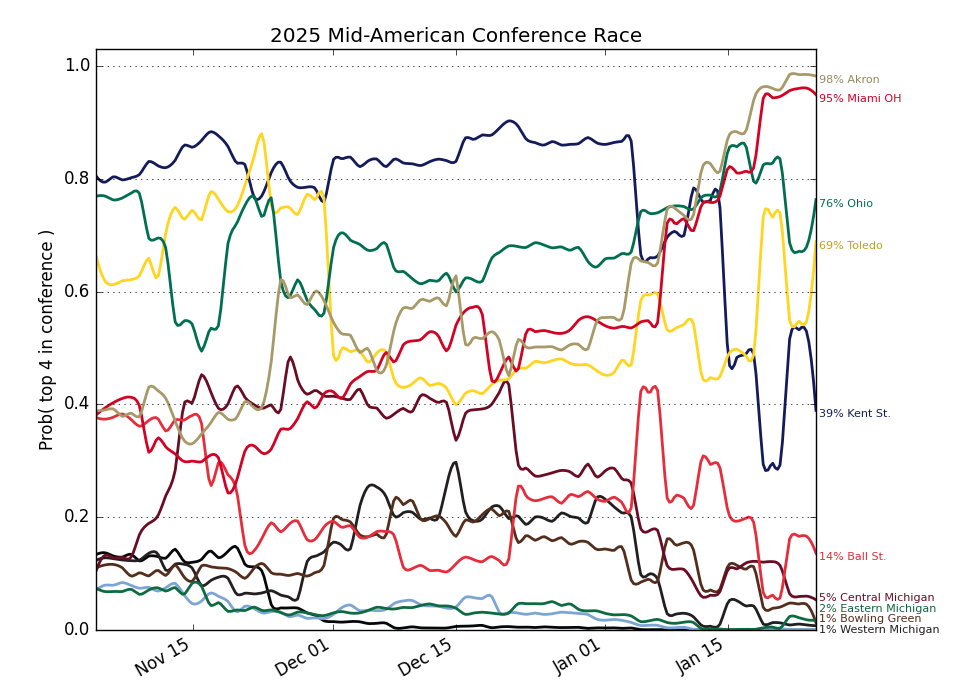 2025 Mid-American Conference Race
Prob( top 4 in conference )
1.0
0.8
0.6
0.4
0.2
0.0
Nov 15
Dec 01
Dec 15
Jan 01
Jan 15
98% Akron
95% Miami OH
76% Ohio
69% Toledo
39% Kent St.
14% Ball St.
5% Central Michigan
2% Eastern Michigan
1% Bowling Green
1% Western Michigan